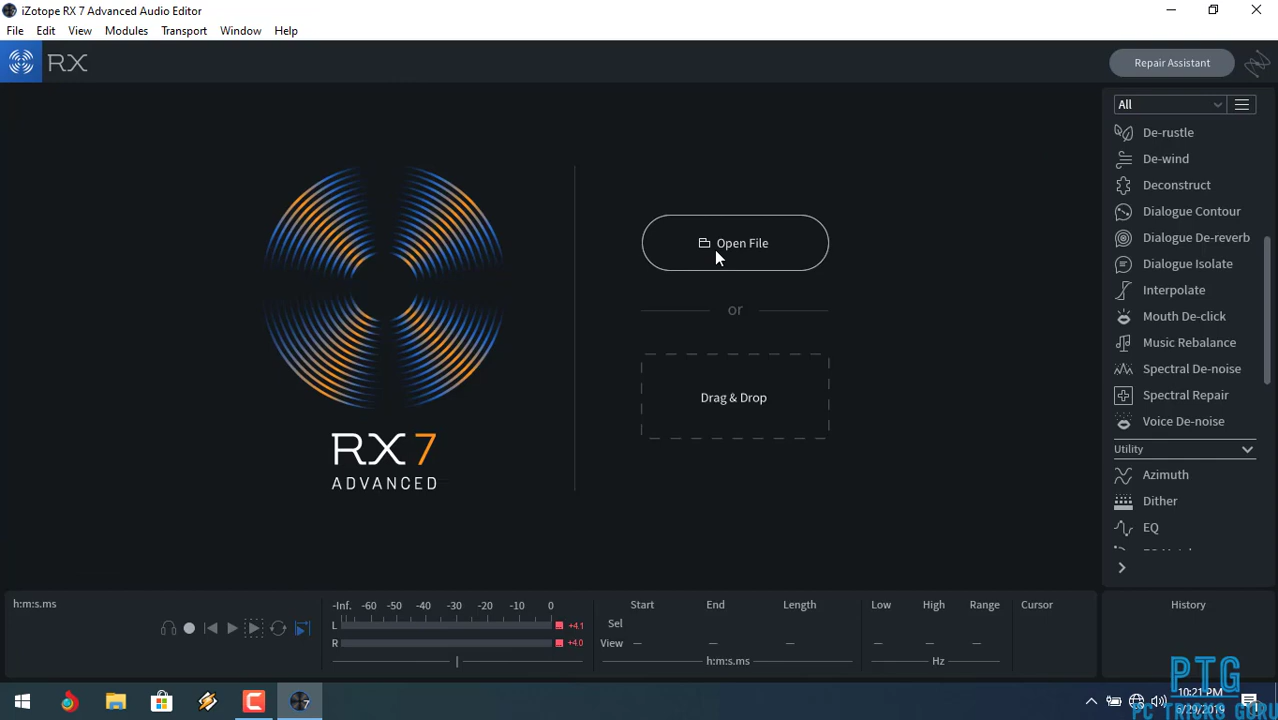 iZotope RX 7 Advanced Audio Editor
File Edit View Modules Transport Window Help
RX
Repair Assistant
All
De-rustle
De-wind
Deconstruct
Dialogue Contour
Dialogue De-reverb
Dialogue Isolate
Interpolate
Mouth De-click
Music Rebalance
Spectral De-noise
Spectral Repair
Voice De-noise
Utility
Azimuth
Dither
EQ
Open File
or
Drag & Drop
RX 7
ADVANCED
h:m:s.ms
-Inf. -60 -50 -40 -30 -20 -10 0
L +4.1
R +4.0
Start End Length
Sel
View — — —
h:m:s.ms
Low High Range
— — —
Hz
Cursor
History
7
10:21 PM
5/29/2019
PTG
PC TRICKS GURU